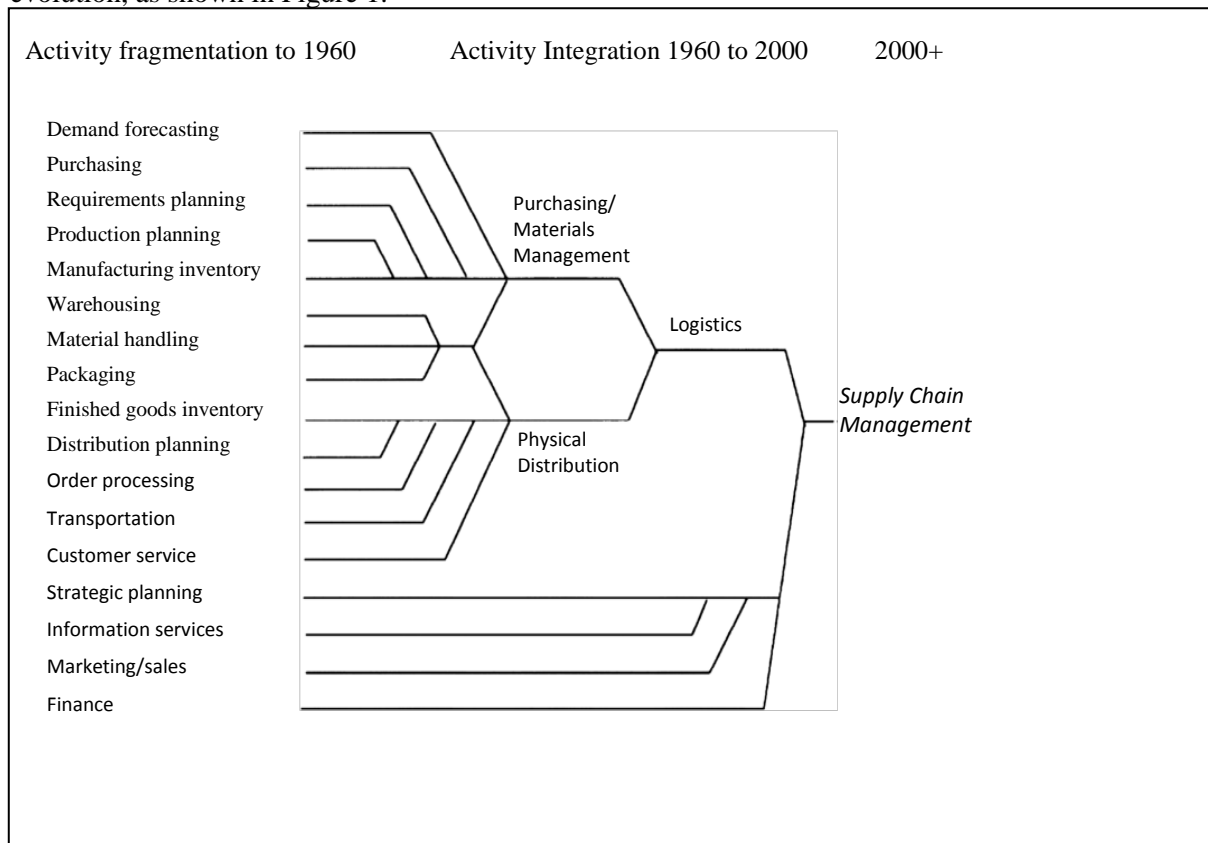 evolution, as shown in Figure 1.
Activity fragmentation to 1960 Activity Integration 1960 to 2000 2000+
Demand forecasting
Purchasing
Requirements planning
Production planning
Manufacturing inventory
Warehousing
Material handling
Packaging
Finished goods inventory
Distribution planning
Order processing
Transportation
Customer service
Strategic planning
Information services
Marketing/sales
Finance
Purchasing/
Materials
Management
Physical
Distribution
Logistics
Supply Chain
Management